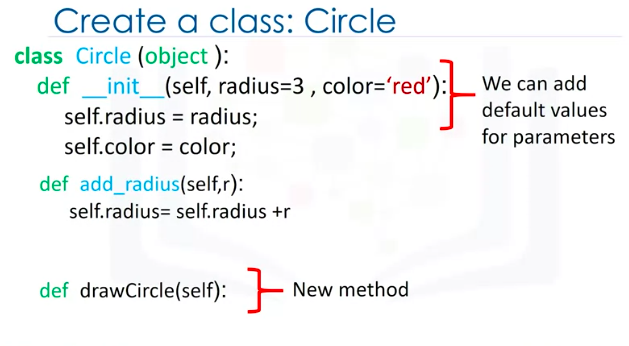 Create a class: Circle
class Circle (object ):
def __init__(self, radius=3 , color=‘red’):
self.radius = radius;
self.color = color;
We can add
default values
for parameters
def add_radius(self,r):
self.radius= self.radius +r
def drawCircle(self):
New method